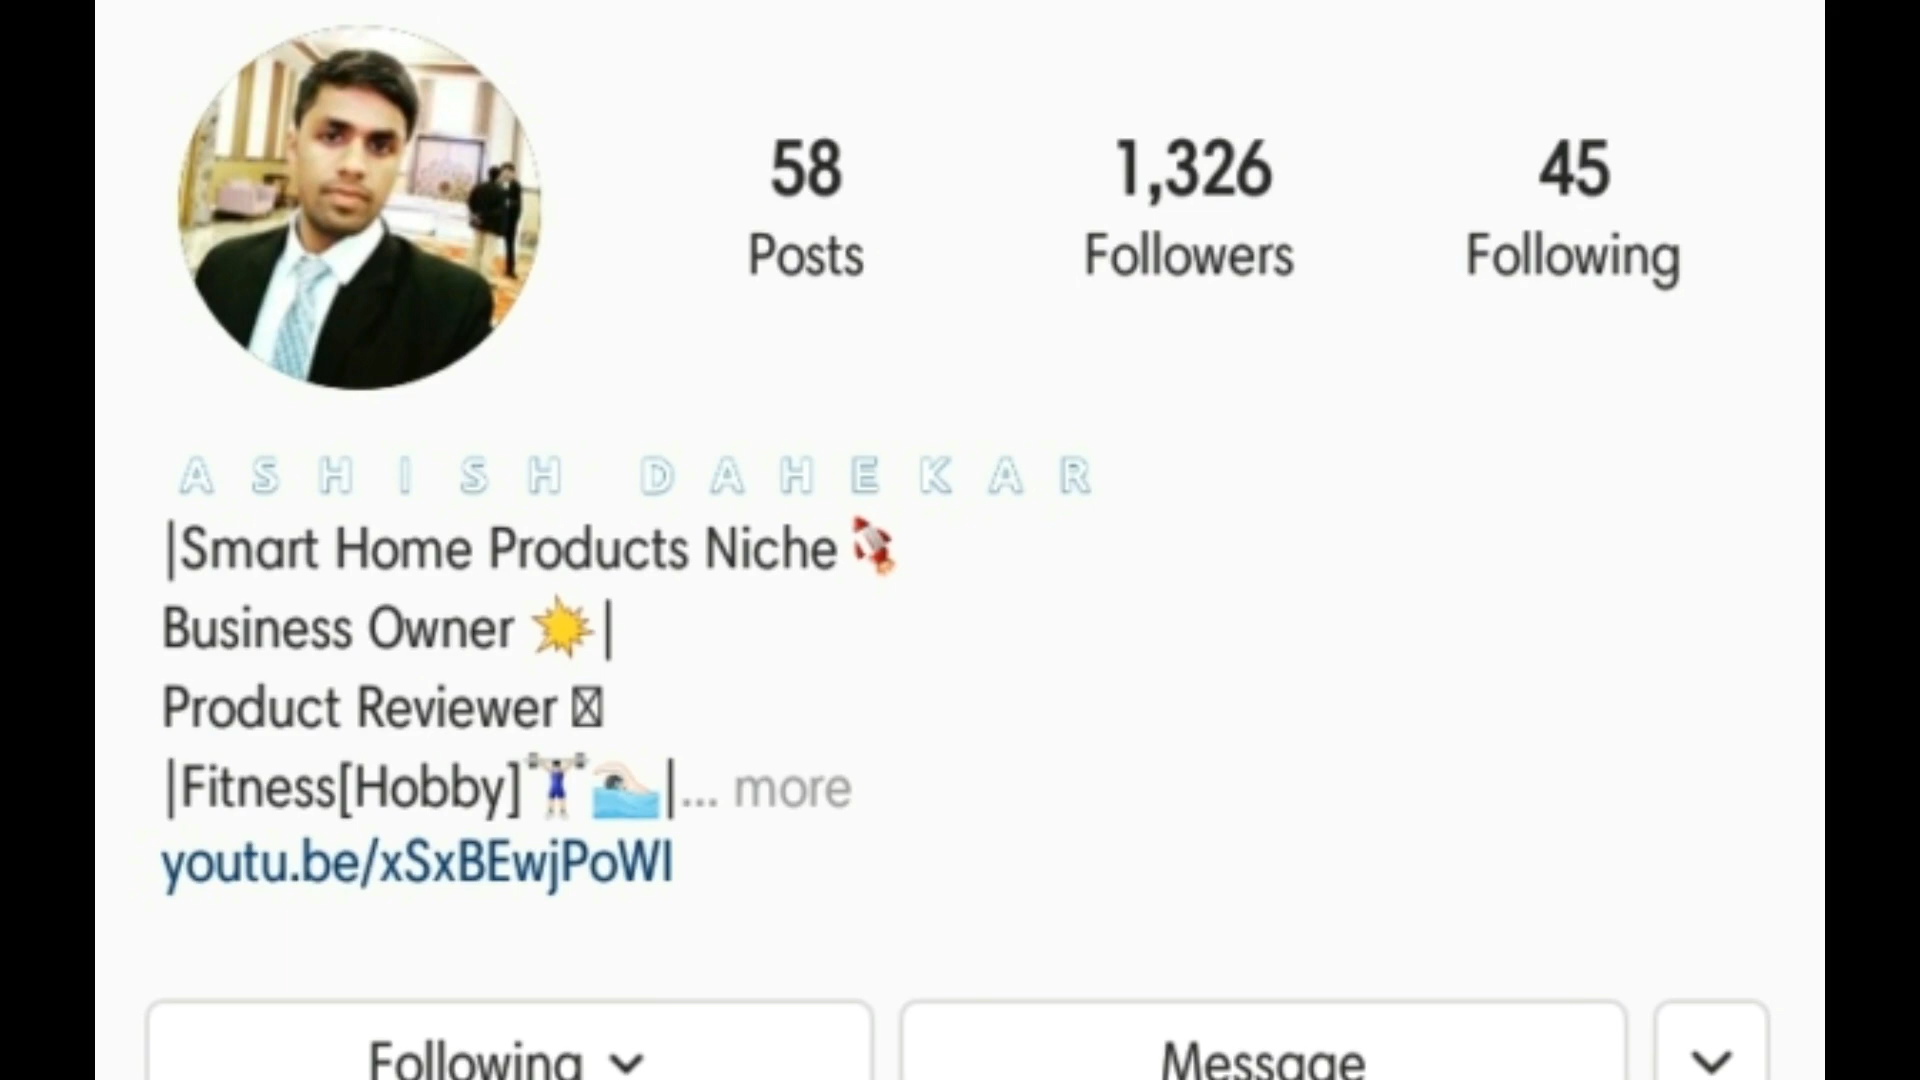 58 1,326 45
Posts Followers Following
ASHISH DAHEKAR
|Smart Home Products Niche 🚀
Business Owner 💥|
Product Reviewer
|Fitness[Hobby]🏋🏻🏊🏻|... more
youtu.be/xSxBEwjPoWI
Following Message